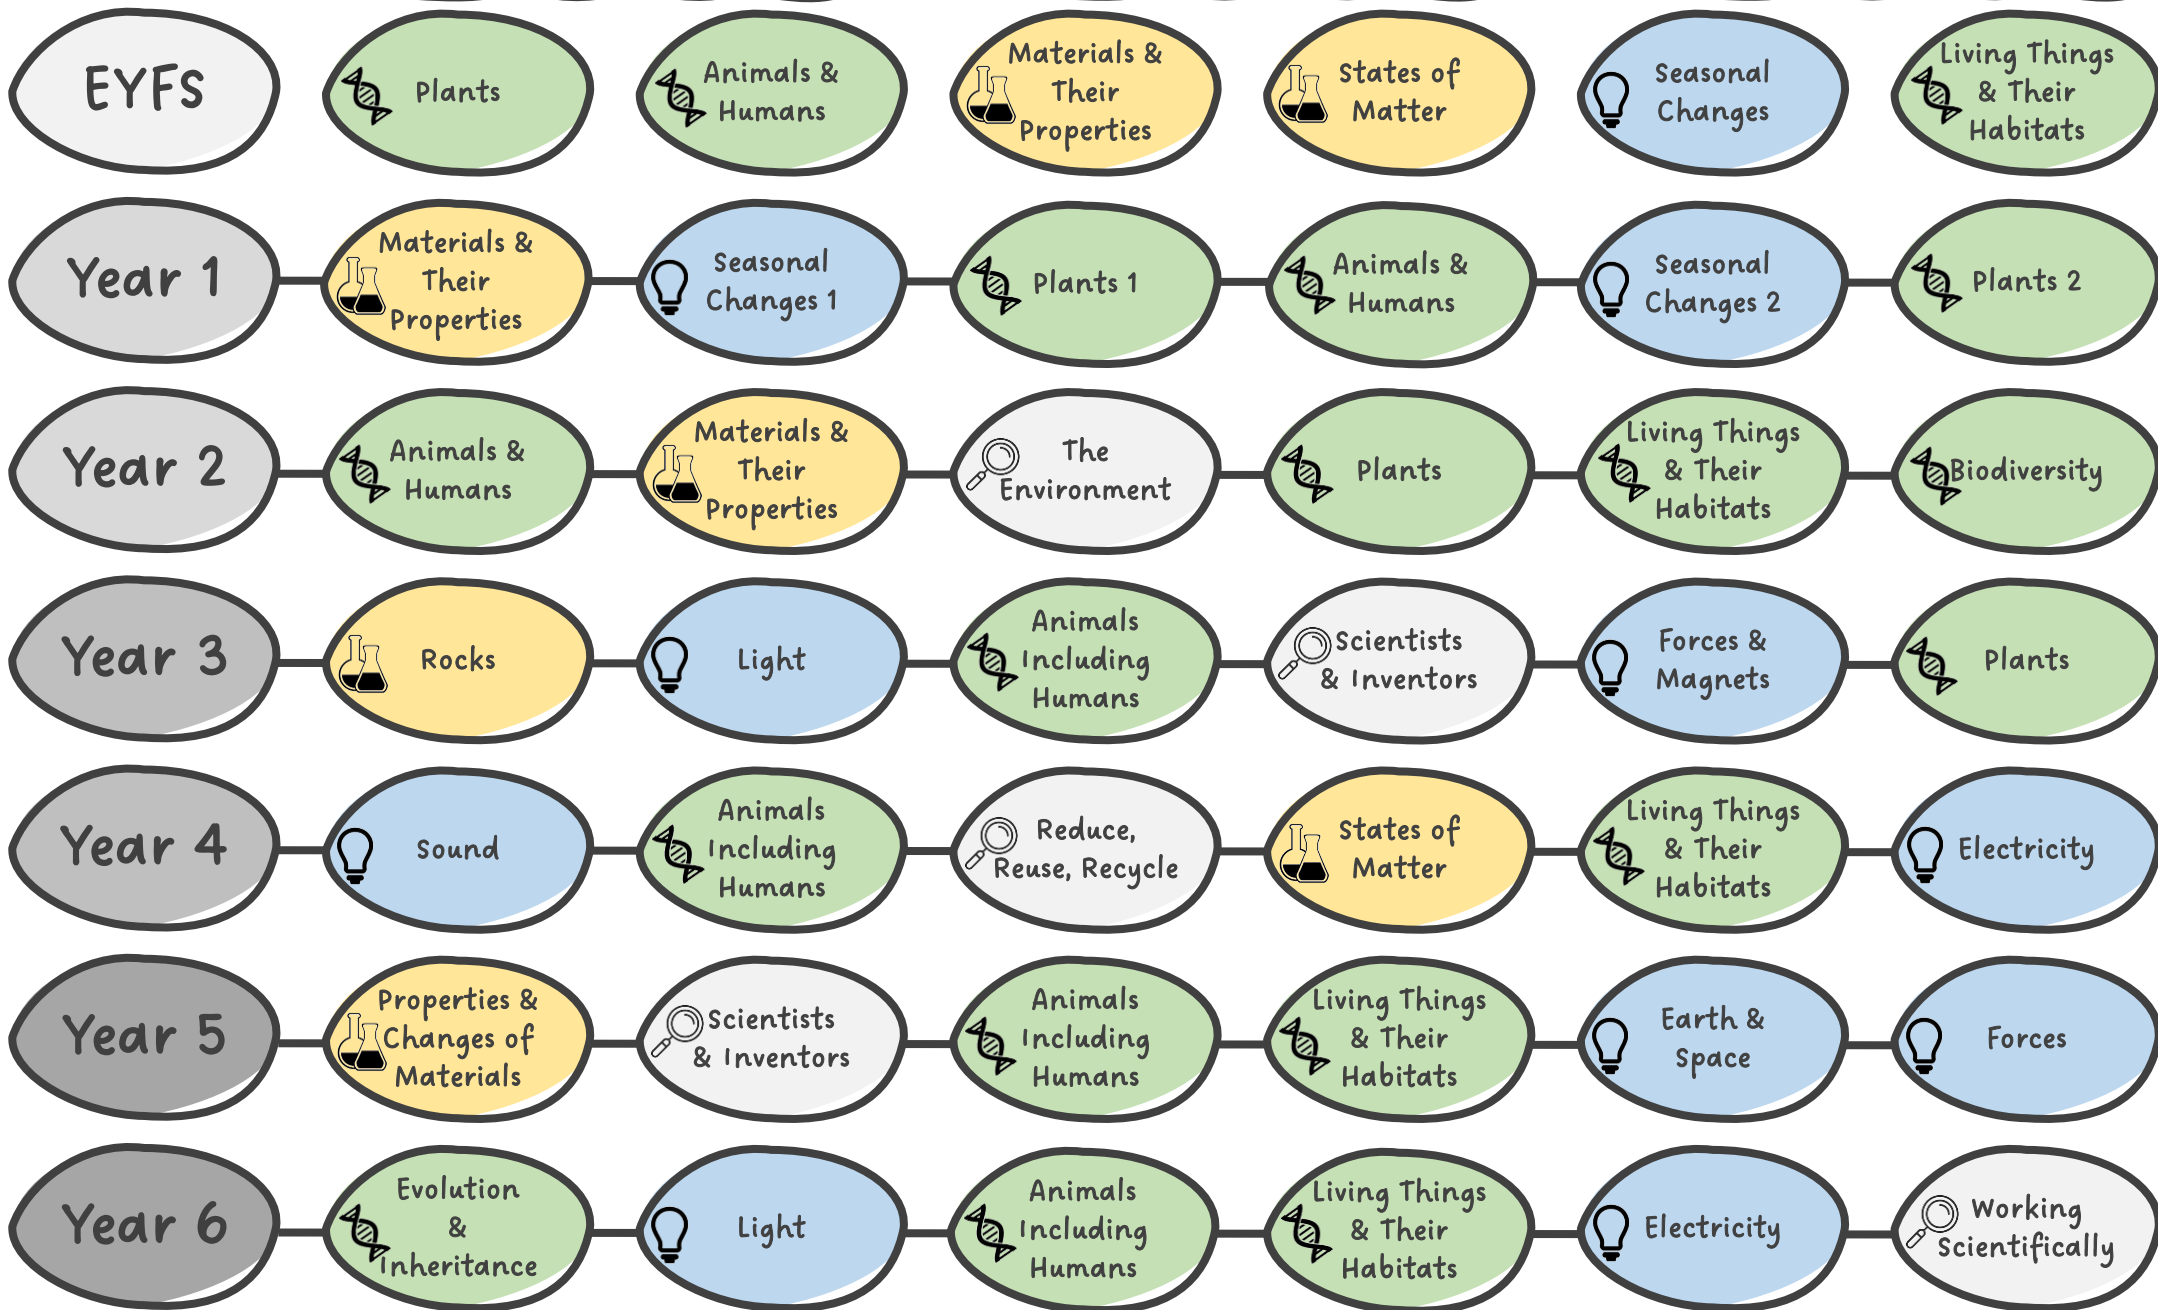 EYFS
Plants
Animals &
Humans
Materials &
Their
Properties
States of
Matter
Seasonal
Changes
Living Things
& Their
Habitats
Year 1
Materials &
Their
Properties
Seasonal
Changes 1
Plants 1
Animals &
Humans
Seasonal
Changes 2
Plants 2
Year 2
Animals &
Humans
Materials &
Their
Properties
The
Environment
Plants
Living Things
& Their
Habitats
Biodiversity
Year 3
Rocks
Light
Animals
Including
Humans
Scientists
& Inventors
Forces &
Magnets
Plants
Year 4
Sound
Animals
Including
Humans
Reduce,
Reuse, Recycle
States of
Matter
Living Things
& Their
Habitats
Electricity
Year 5
Properties &
Changes of
Materials
Scientists
& Inventors
Animals
Including
Humans
Living Things
& Their
Habitats
Earth &
Space
Forces
Year 6
Evolution
&
Inheritance
Light
Animals
Including
Humans
Living Things
& Their
Habitats
Electricity
Working
Scientifically